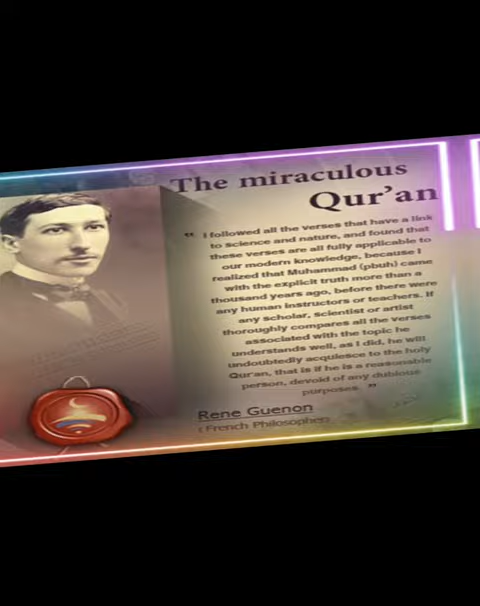 The miraculous
Qur'an
“ I followed all the verses that have a link
to science and nature, and found that
these verses are all fully applicable to
our modern knowledge, because I
realized that Muhammad (pbuh) came
with the explicit truth more than a
thousand years ago, before there were
any human instructors or teachers. If
any scholar, scientist or artist
thoroughly compares all the verses
associated with the topic he
understands well, as I did, he will
undoubtedly acquiesce to the holy
Qur'an, that is if he is a reasonable
person, devoid of any dubious
purposes. ”
Rene Guenon
( French Philosopher)